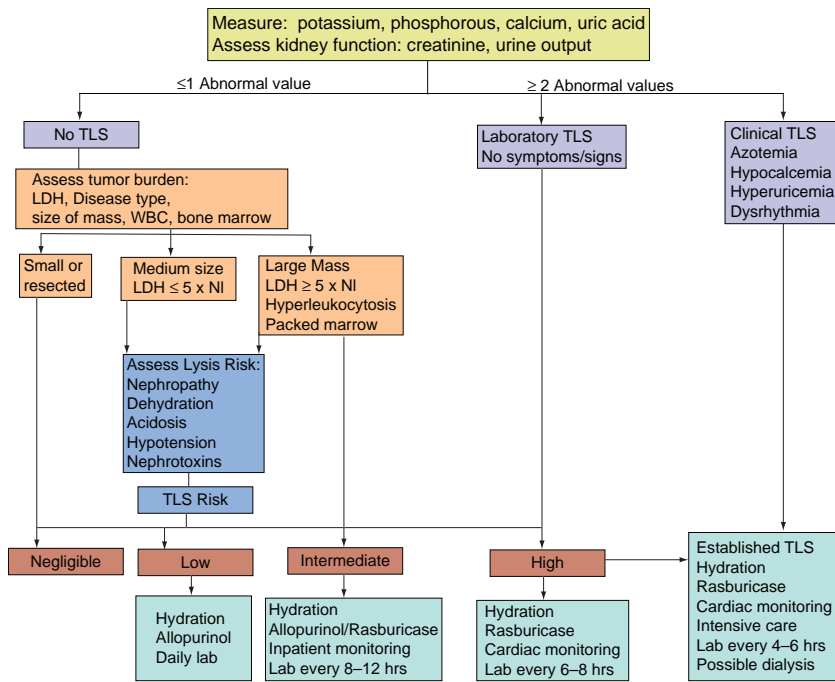 Measure: potassium, phosphorous, calcium, uric acid
Assess kidney function: creatinine, urine output
≤1 Abnormal value
≥ 2 Abnormal values
No TLS
Laboratory TLS
No symptoms/signs
Clinical TLS
Azotemia
Hypocalcemia
Hyperuricemia
Dysrhythmia
Assess tumor burden:
LDH, Disease type,
size of mass, WBC, bone marrow
Small or
resected
Medium size
LDH ≤ 5 x Nl
Large Mass
LDH ≥ 5 x Nl
Hyperleukocytosis
Packed marrow
Assess Lysis Risk:
Nephropathy
Dehydration
Acidosis
Hypotension
Nephrotoxins
TLS Risk
Negligible
Low
Intermediate
High
Hydration
Allopurinol
Daily lab
Hydration
Allopurinol/Rasburicase
Inpatient monitoring
Lab every 8–12 hrs
Hydration
Rasburicase
Cardiac monitoring
Lab every 6–8 hrs
Established TLS
Hydration
Rasburicase
Cardiac monitoring
Intensive care
Lab every 4–6 hrs
Possible dialysis